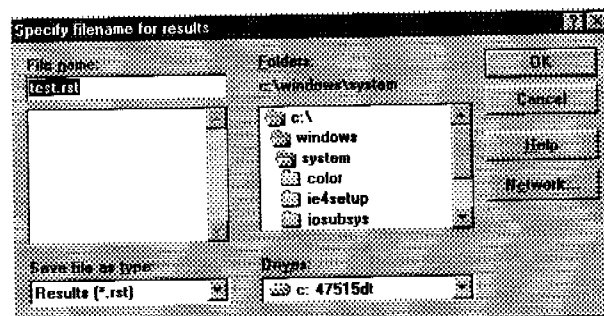 Specify filename for results
File name:
test.rst
Folders:
c:\windows\system
c:\
windows
system
color
ie4setup
iosubsys
Save file as type:
Results (*.rst)
Drives:
c: 47515dt
OK
Cancel
Help
Network...